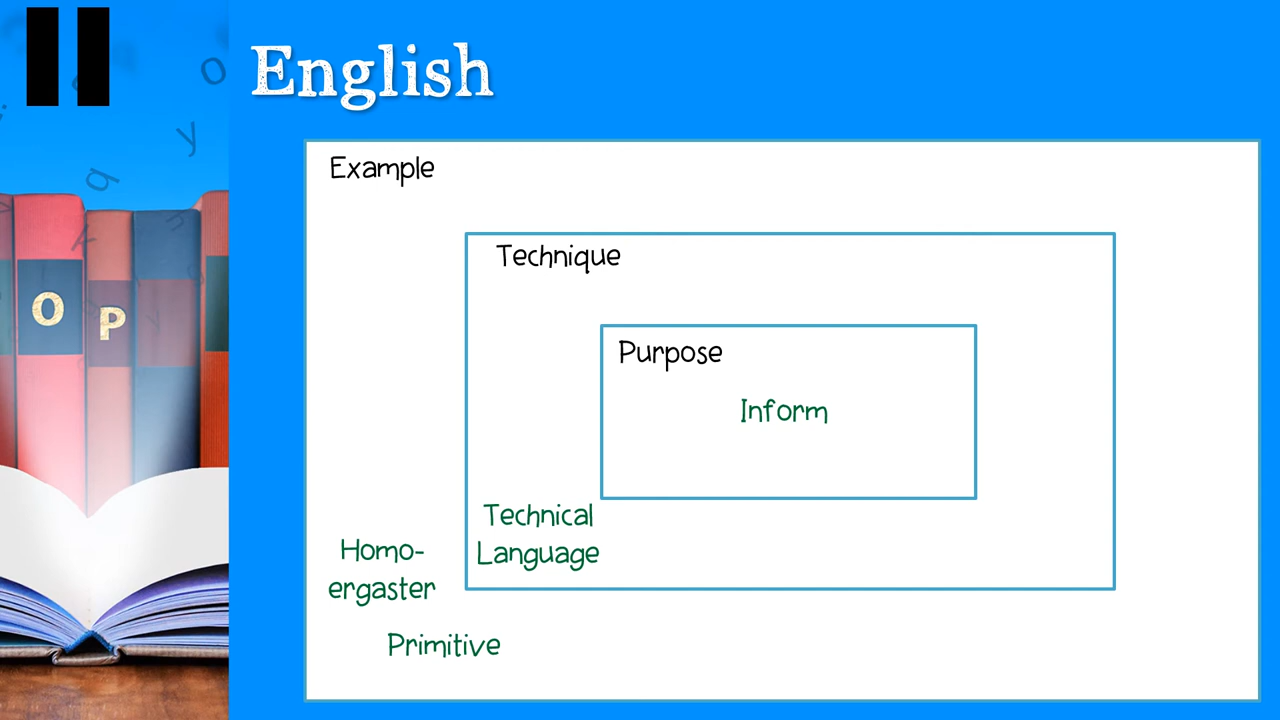 English
Example
Technique
Purpose
Inform
Technical
Language
Homo-
ergaster
Primitive
O
P
o
y
q
k